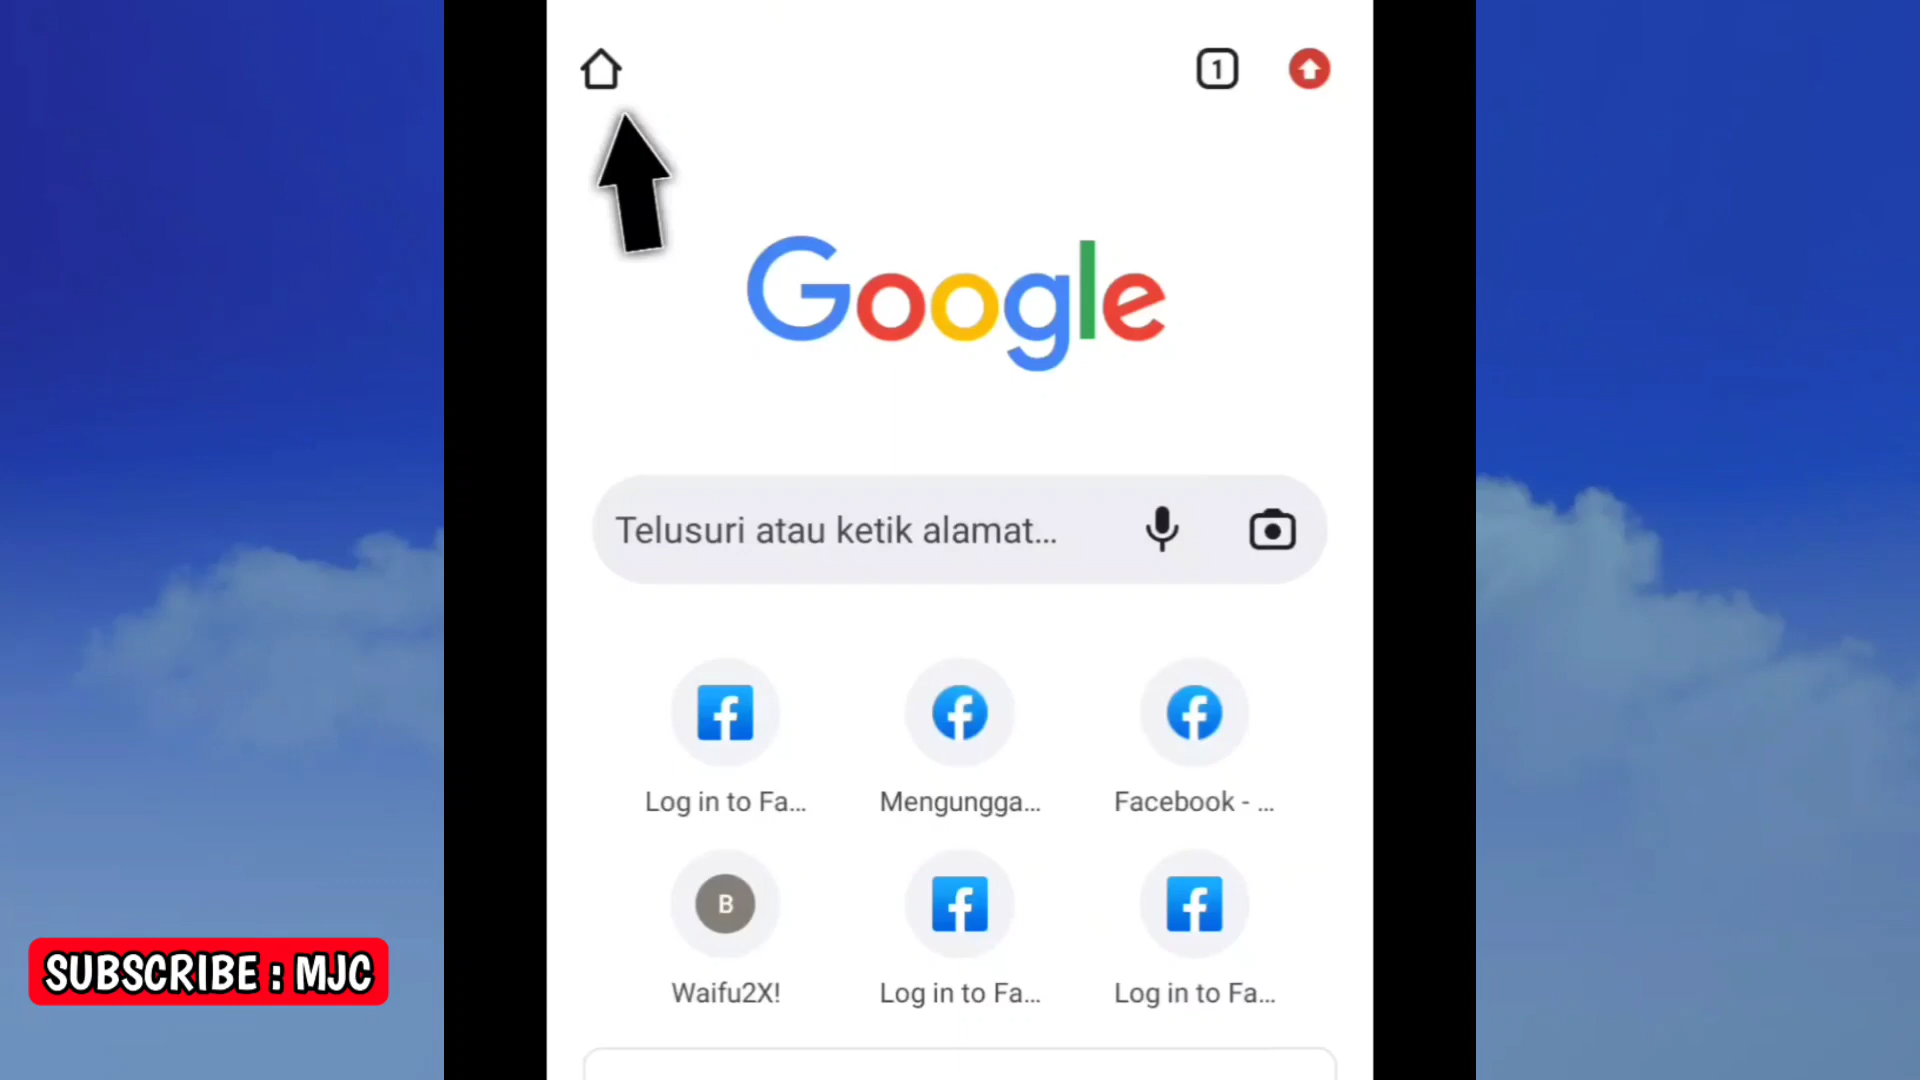 1
Google
Telusuri atau ketik alamat...
Log in to Fa...
Mengungga...
Facebook - ...
B
Waifu2X!
Log in to Fa...
Log in to Fa...
SUBSCRIBE : MJC